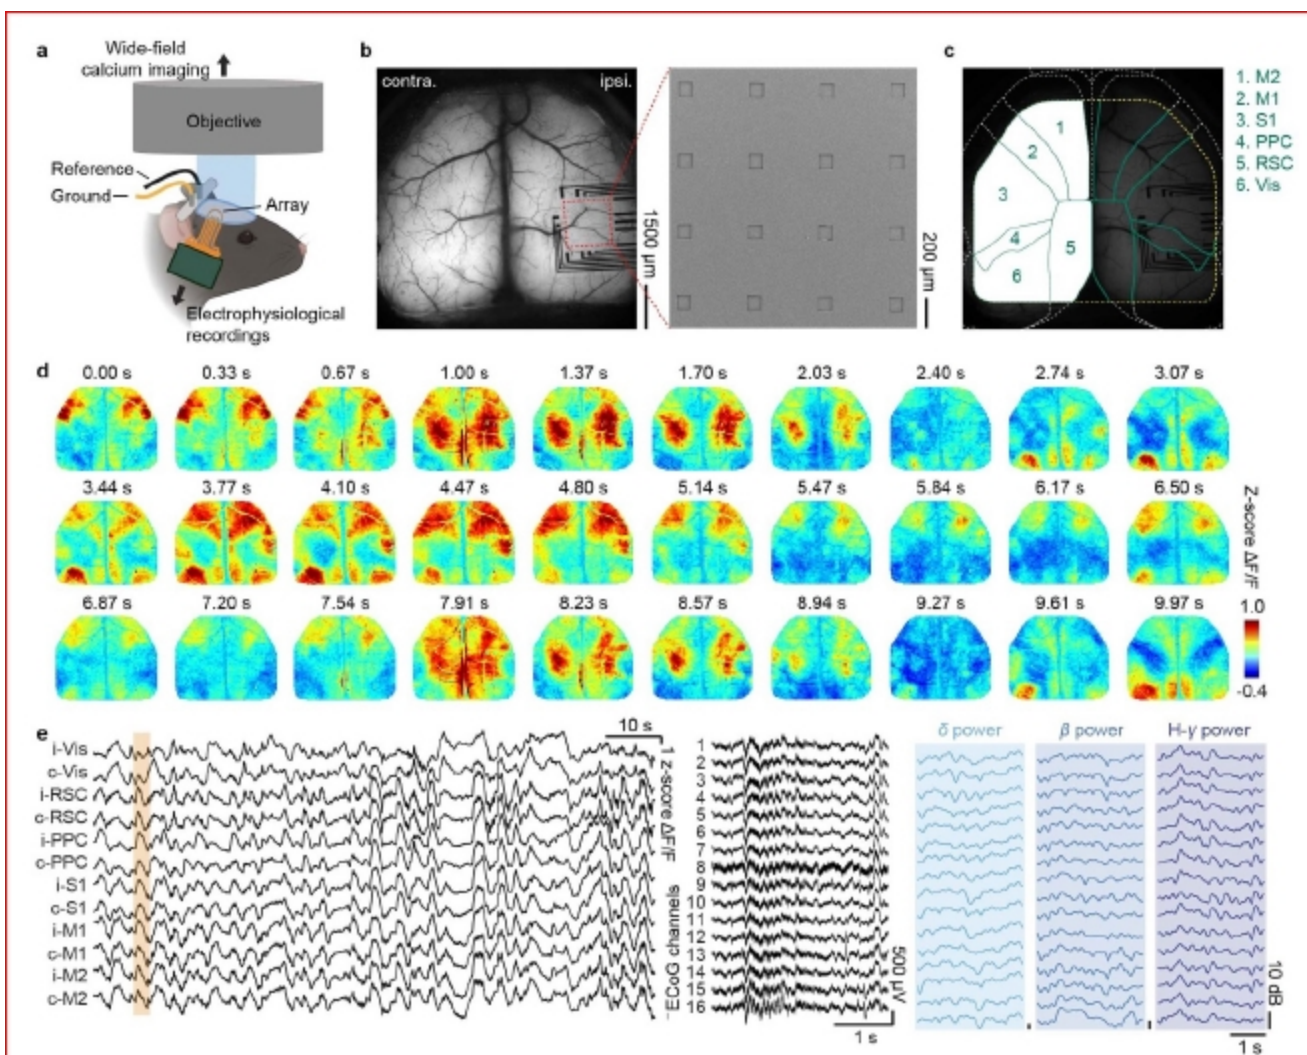 a
Wide-field
calcium imaging
Objective
Reference
Ground
Array
Electrophysiological
recordings
b
contra.
ipsi.
1500 μm
200 μm
c
1
2
3
4
5
6
1. M2
2. M1
3. S1
4. PPC
5. RSC
6. Vis
d
0.00 s 0.33 s 0.67 s 1.00 s 1.37 s 1.70 s 2.03 s 2.40 s 2.74 s 3.07 s
3.44 s 3.77 s 4.10 s 4.47 s 4.80 s 5.14 s 5.47 s 5.84 s 6.17 s 6.50 s
6.87 s 7.20 s 7.54 s 7.91 s 8.23 s 8.57 s 8.94 s 9.27 s 9.61 s 9.97 s
Z-score ΔF/F
1.0
-0.4
e
i-Vis
c-Vis
i-RSC
c-RSC
i-PPC
c-PPC
i-S1
c-S1
i-M1
c-M1
i-M2
c-M2
10 s
1 z-score ΔF/F
ECoG channels
1
2
3
4
5
6
7
8
9
10
11
12
13
14
15
16
500 μV
1 s
δ power
β power
H-γ power
10 dB
1 s